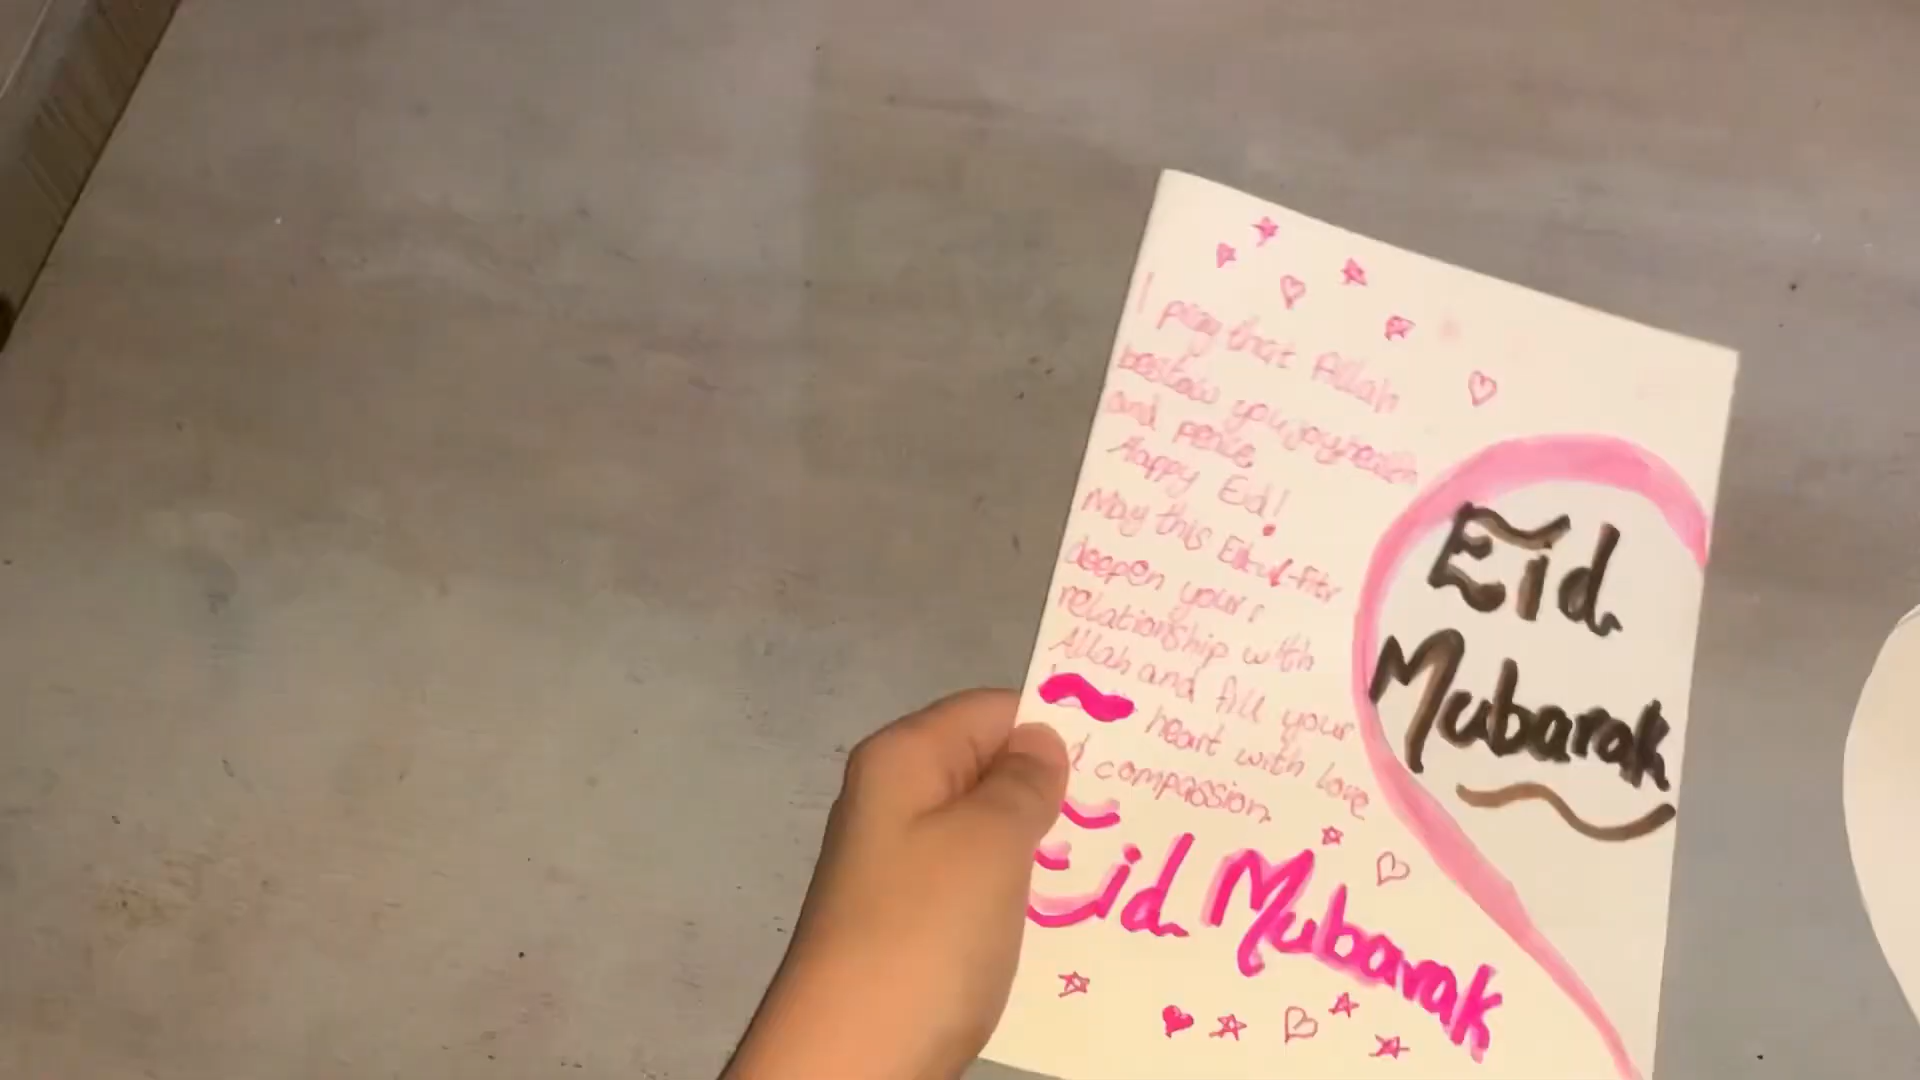 I pray that Allah
bestow you joy, health
and peace
Happy Eid!
May this Eid-ul-Fitr
deepen your
relationship with
Allah and fill your
heart with love
compassion
Eid Mubarak
Eid
Mubarak